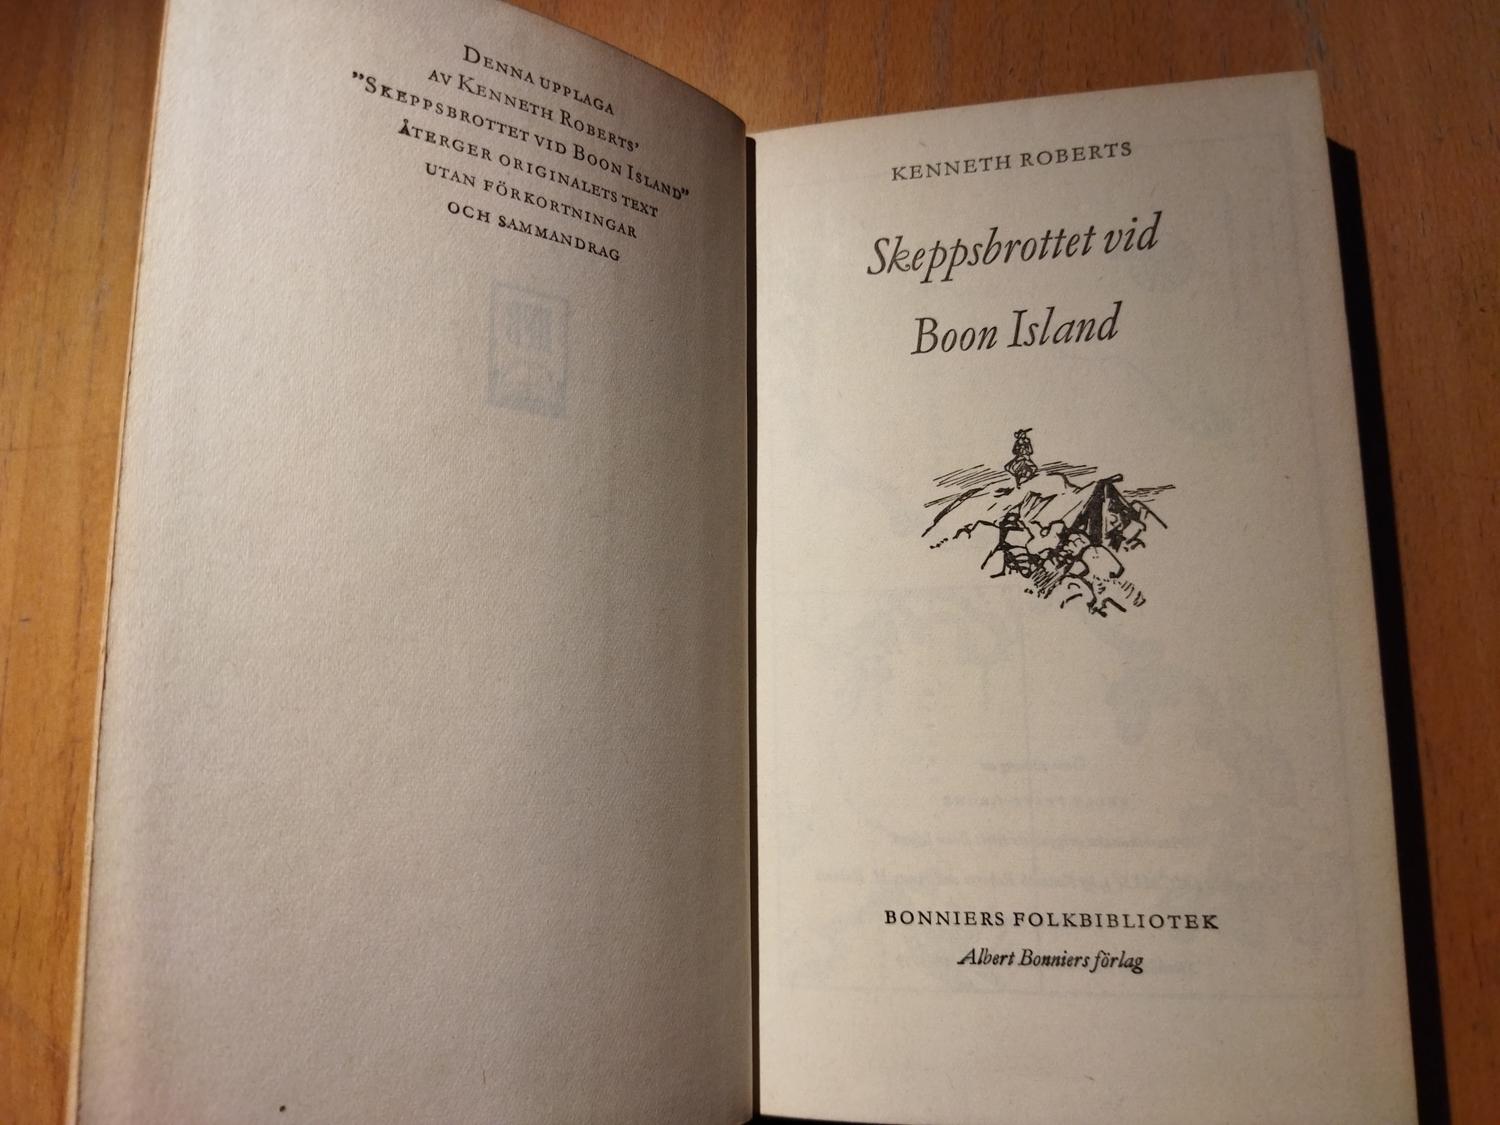 DENNA UPPLAGA
AV KENNETH ROBERTS'
”SKEPPSBROTTET VID BOON ISLAND”
ÅTERGER ORIGINALETS TEXT
UTAN FÖRKORTNINGAR
OCH SAMMANDRAG
KENNETH ROBERTS
Skeppsbrottet vid
Boon Island
BONNIERS FOLKBIBLIOTEK
Albert Bonniers förlag